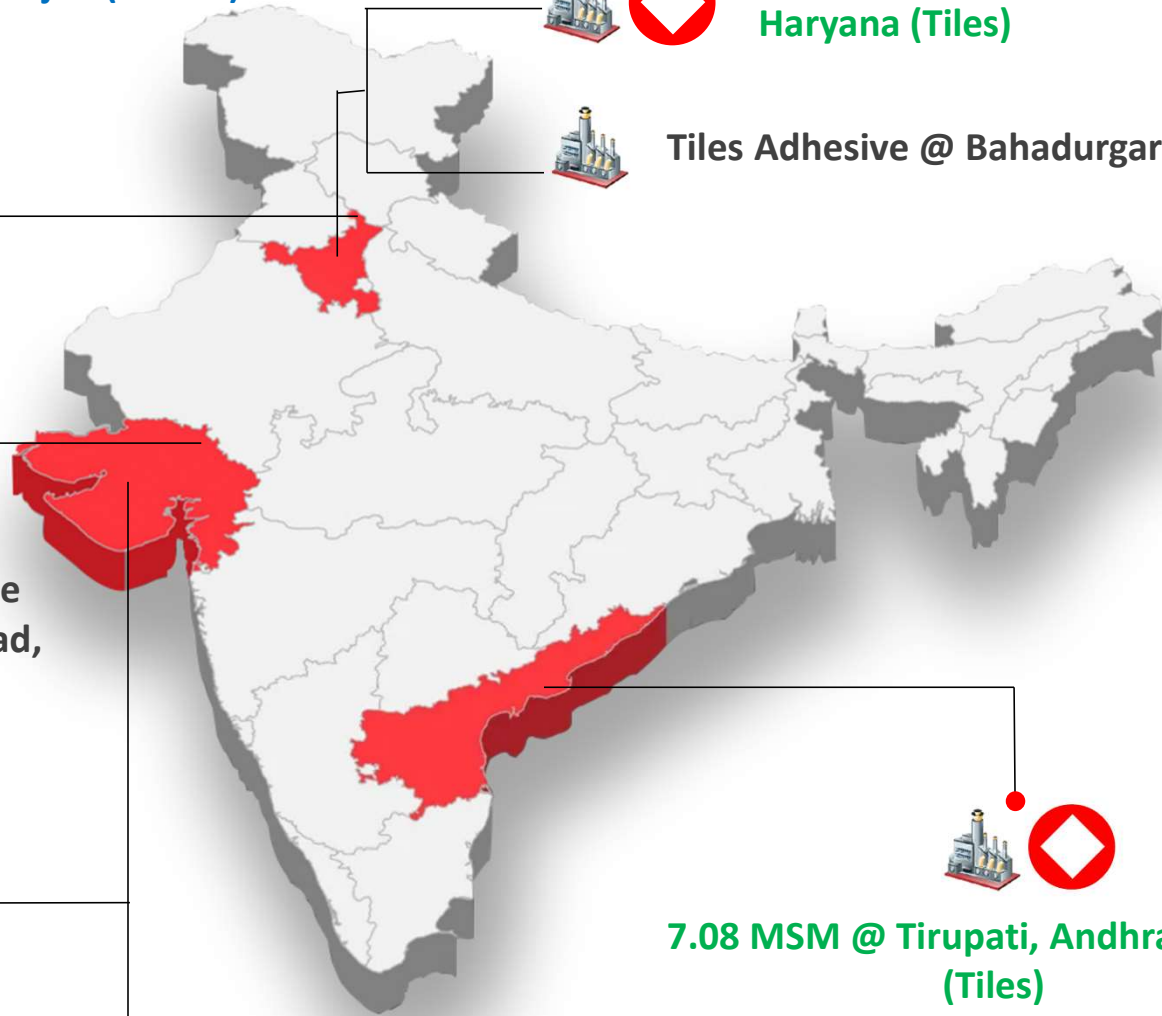 Haryana (Tiles)
Tiles Adhesive @ Bahadurgar
e
ad,
7.08 MSM @ Tirupati, Andhra
(Tiles)